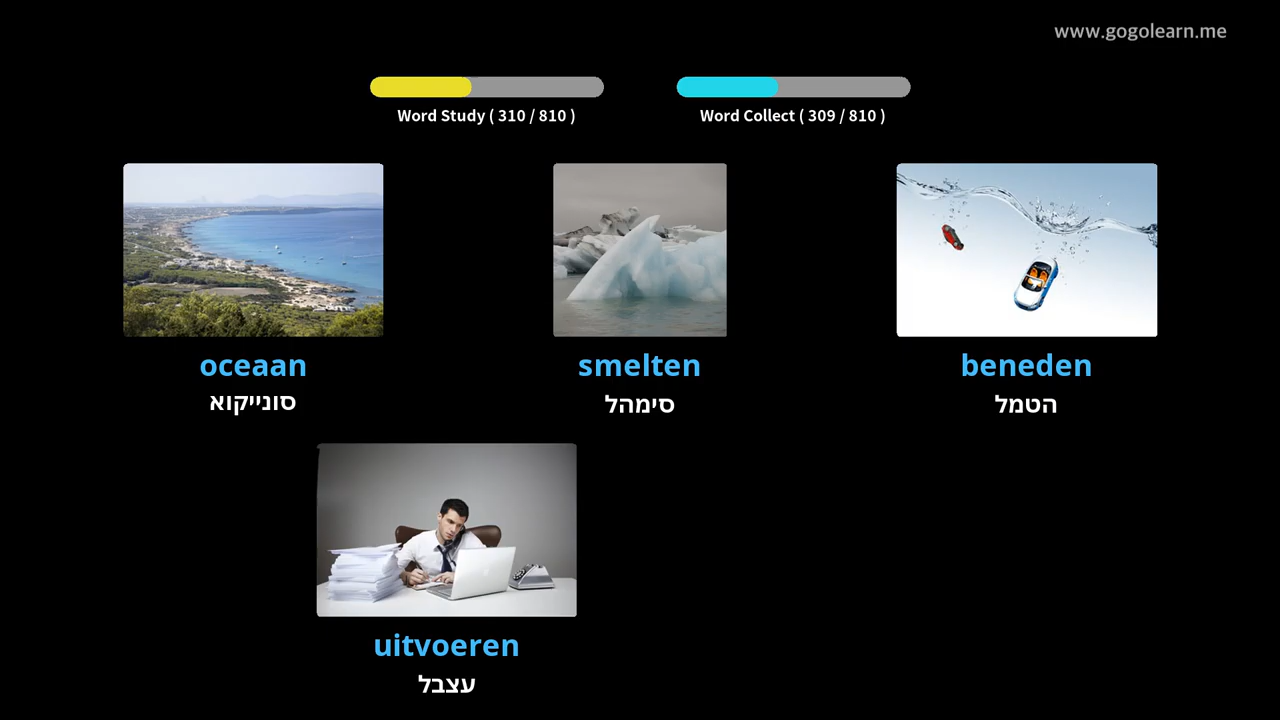 www.gogolearn.me
Word Study ( 310 / 810 )
Word Collect ( 309 / 810 )
oceaan
סונייקוא
smelten
סימהל
beneden
הטמל
uitvoeren
עצבל